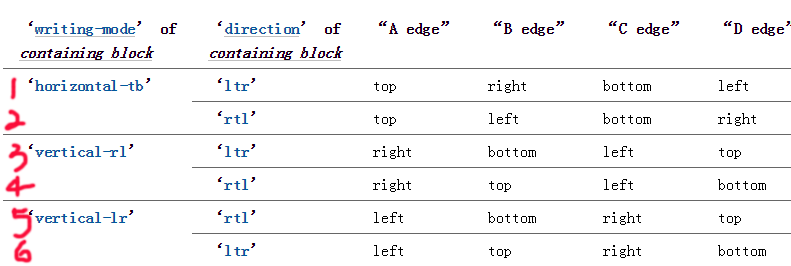 ‘writing-mode’ of containing block ‘direction’ of containing block “A edge” “B edge” “C edge” “D edge”
1 ‘horizontal-tb’ ‘ltr’ top right bottom left
2 ‘rtl’ top left bottom right
3 ‘vertical-rl’ ‘ltr’ right bottom left top
4 ‘rtl’ right top left bottom
5 ‘vertical-lr’ ‘rtl’ left bottom right top
6 ‘ltr’ left top right bottom